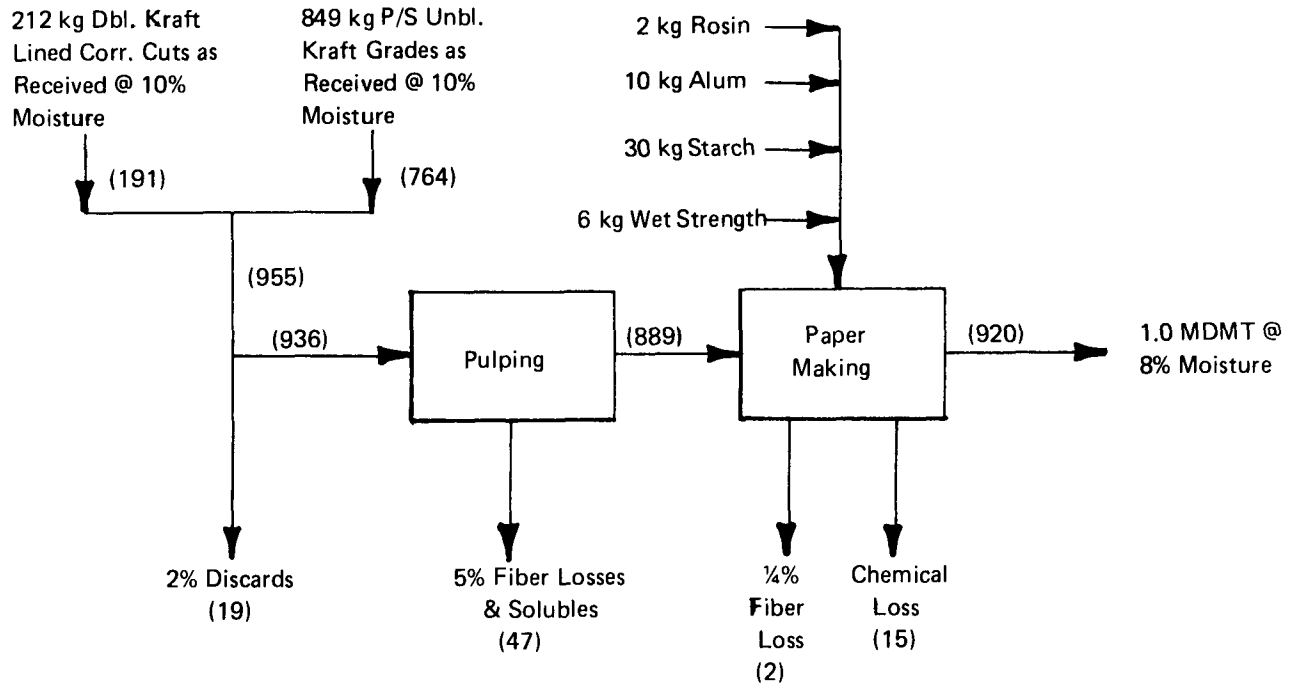 212 kg Dbl. Kraft
Lined Corr. Cuts as
Received @ 10%
Moisture
849 kg P/S Unbl.
Kraft Grades as
Received @ 10%
Moisture
2 kg Rosin
10 kg Alum
30 kg Starch
6 kg Wet Strength
(191)
(764)
(955)
(936)
Pulping
(889)
Paper
Making
(920)
1.0 MDMT @
8% Moisture
2% Discards
(19)
5% Fiber Losses
& Solubles
(47)
¼%
Fiber
Loss
(2)
Chemical
Loss
(15)